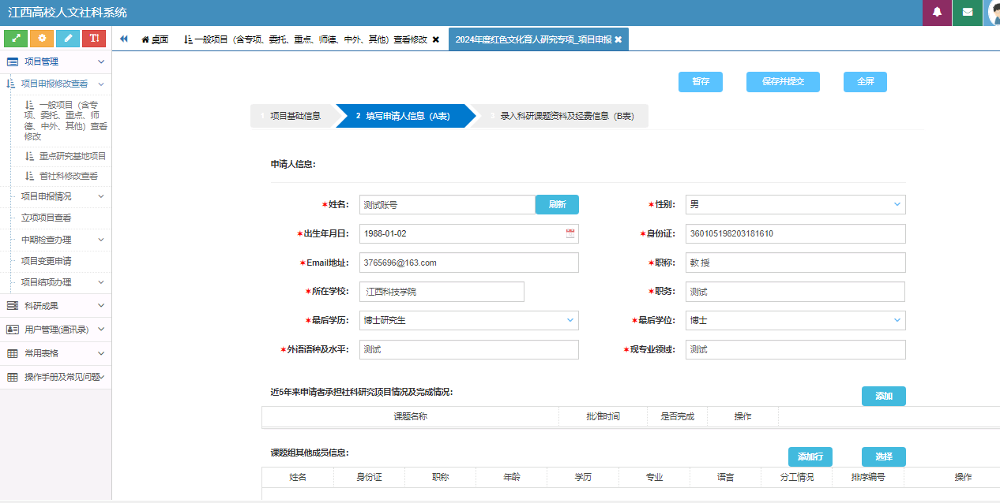 江西高校人文社科系统
T!
桌面
一般项目（含专项、委托、重点、师德、中外、其他）查看修改
2024年度红色文化育人研究专项_项目申报
项目管理
项目申报修改查看
一般项目（含专
项、委托、重点、师
德、中外、其他）查看
修改
重点研究基地项目
省社科修改查看
项目申报情况
立项项目查看
中期检查办理
项目变更申请
项目结项办理
科研成果
用户管理(通讯录)
常用表格
操作手册及常见问题
暂存
保存并提交
全屏
1 项目基础信息
2 填写申请人信息（A表）
3 录入科研课题资料及经费信息（B表）
申请人信息:
*姓名: 测试账号 刷新
*性别: 男
*出生年月日: 1988-01-02
*身份证: 360105198203181610
*Email地址: 3765696@163.com
*职称: 教 授
*所在学校: 江西科技学院
*职务: 测试
*最后学历: 博士研究生
*最后学位: 博士
*外语语种及水平: 测试
*现专业领域: 测试
近5年来申请者承担社科研究项目情况及完成情况:
添加
课题名称 批准时间 是否完成 操作
课题组其他成员信息:
添加行 选择
姓名 身份证 职称 年龄 学历 专业 语言 分工情况 排序编号 操作